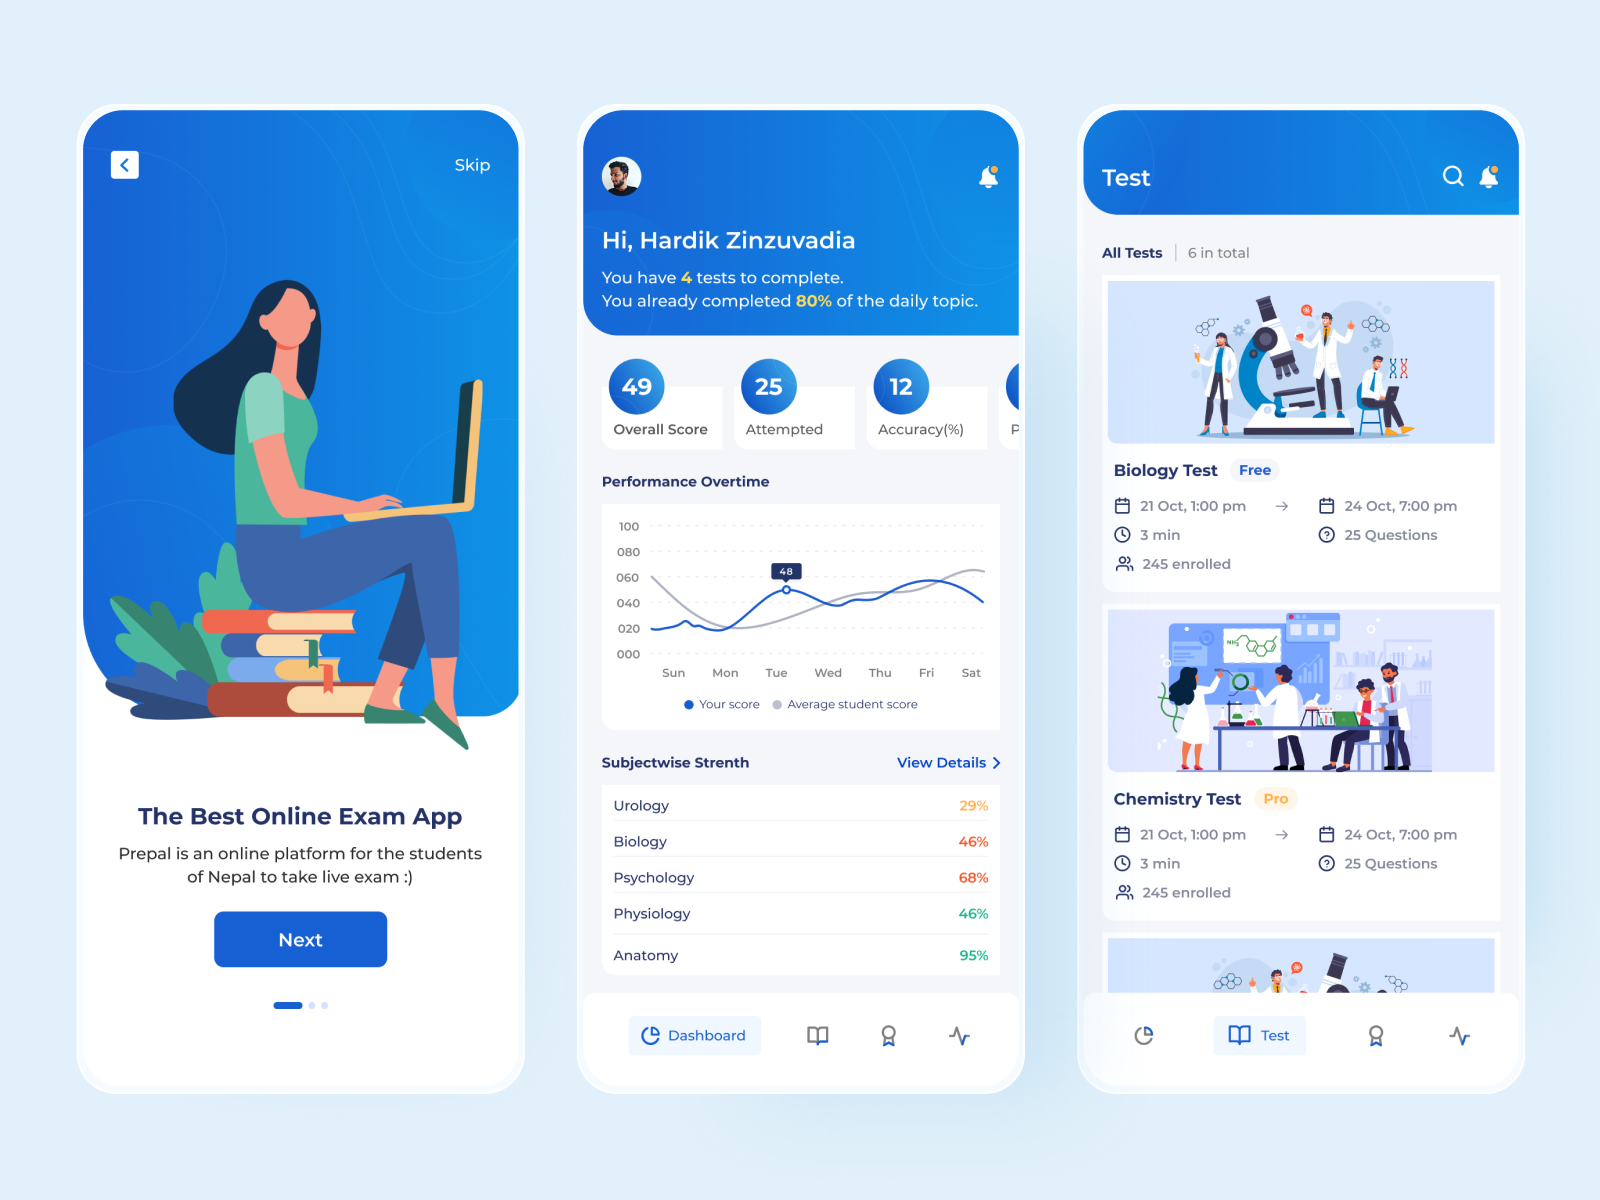 Skip
The Best Online Exam App
Prepal is an online platform for the students
of Nepal to take live exam :)
Next
Hi, Hardik Zinzuvadia
You have 4 tests to complete.
You already completed 80% of the daily topic.
49
Overall Score
25
Attempted
12
Accuracy(%)
P
Performance Overtime
100
080
060
040
020
000
48
Sun Mon Tue Wed Thu Fri Sat
Your score Average student score
Subjectwise Strenth View Details
Urology 29%
Biology 46%
Psychology 68%
Physiology 46%
Anatomy 95%
Dashboard
Test
All Tests | 6 in total
Biology Test Free
21 Oct, 1:00 pm → 24 Oct, 7:00 pm
3 min 25 Questions
245 enrolled
NH₂
Chemistry Test Pro
21 Oct, 1:00 pm → 24 Oct, 7:00 pm
3 min 25 Questions
245 enrolled
Test